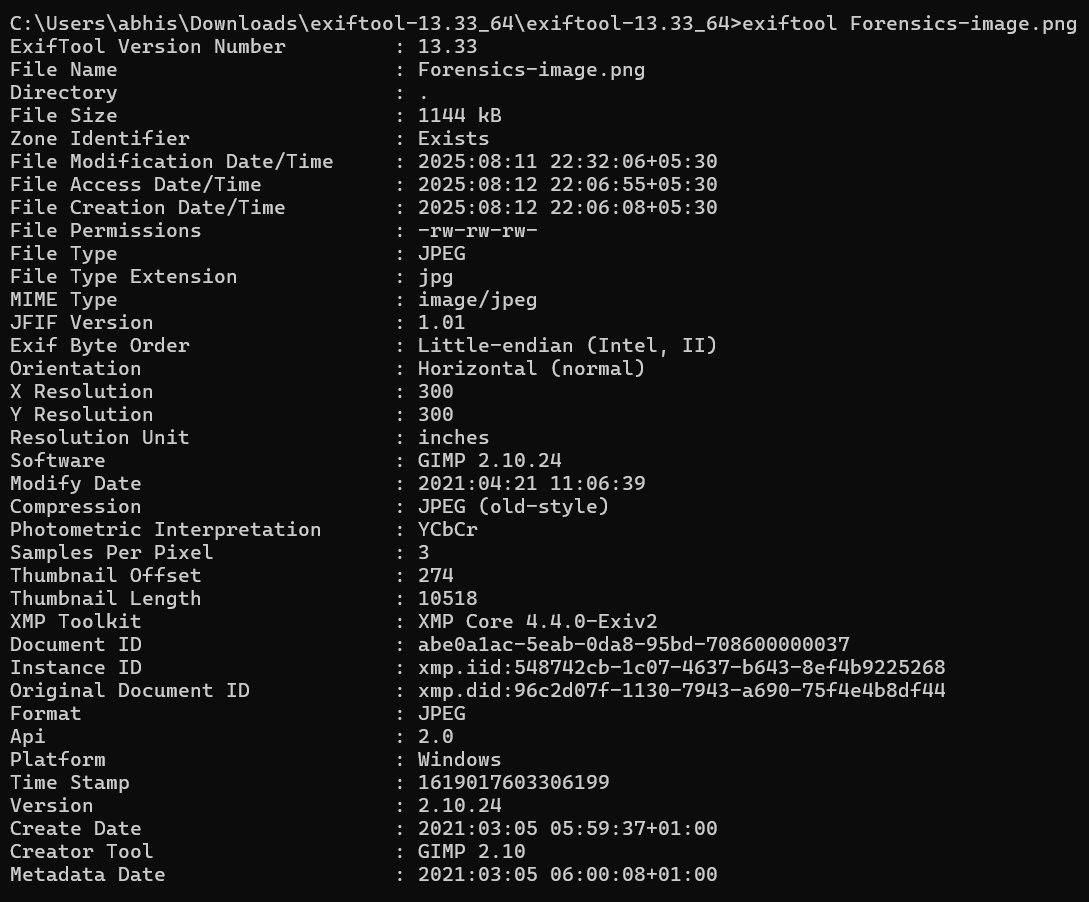 C:\Users\abhis\Downloads\exiftool-13.33_64\exiftool-13.33_64>exiftool Forensics-image.png
ExifTool Version Number         : 13.33
File Name                       : Forensics-image.png
Directory                       : .
File Size                       : 1144 kB
Zone Identifier                 : Exists
File Modification Date/Time     : 2025:08:11 22:32:06+05:30
File Access Date/Time           : 2025:08:12 22:06:55+05:30
File Creation Date/Time         : 2025:08:12 22:06:08+05:30
File Permissions                : -rw-rw-rw-
File Type                       : JPEG
File Type Extension             : jpg
MIME Type                       : image/jpeg
JFIF Version                    : 1.01
Exif Byte Order                 : Little-endian (Intel, II)
Orientation                     : Horizontal (normal)
X Resolution                    : 300
Y Resolution                    : 300
Resolution Unit                 : inches
Software                        : GIMP 2.10.24
Modify Date                     : 2021:04:21 11:06:39
Compression                     : JPEG (old-style)
Photometric Interpretation      : YCbCr
Samples Per Pixel               : 3
Thumbnail Offset                : 274
Thumbnail Length                : 10518
XMP Toolkit                     : XMP Core 4.4.0-Exiv2
Document ID                     : abe0a1ac-5eab-0da8-95bd-708600000037
Instance ID                     : xmp.iid:548742cb-1c07-4637-b643-8ef4b9225268
Original Document ID            : xmp.did:96c2d07f-1130-7943-a690-75f4e4b8df44
Format                          : JPEG
Api                             : 2.0
Platform                        : Windows
Time Stamp                      : 1619017603306199
Version                         : 2.10.24
Create Date                     : 2021:03:05 05:59:37+01:00
Creator Tool                    : GIMP 2.10
Metadata Date                   : 2021:03:05 06:00:08+01:00